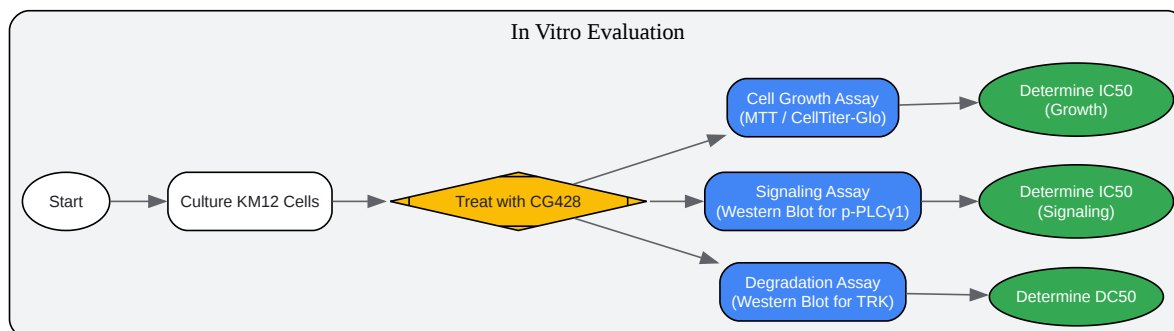 In Vitro Evaluation
Start
Culture KM12 Cells
Treat with CG428
Cell Growth Assay
(MTT / CellTiter-Glo)
Determine IC50
(Growth)
Signaling Assay
(Western Blot for p-PLCγ1)
Determine IC50
(Signaling)
Degradation Assay
(Western Blot for TRK)
Determine DC50